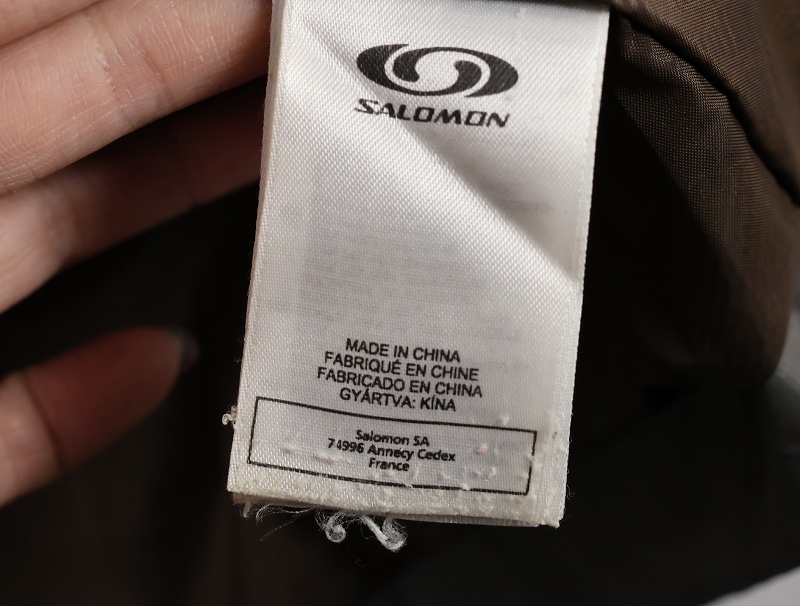 SALOMON
MADE IN CHINA
FABRIQUÉ EN CHINE
FABRICADO EN CHINA
GYÁRTVA: KÍNA
Salomon SA
74996 Annecy Cedex
France